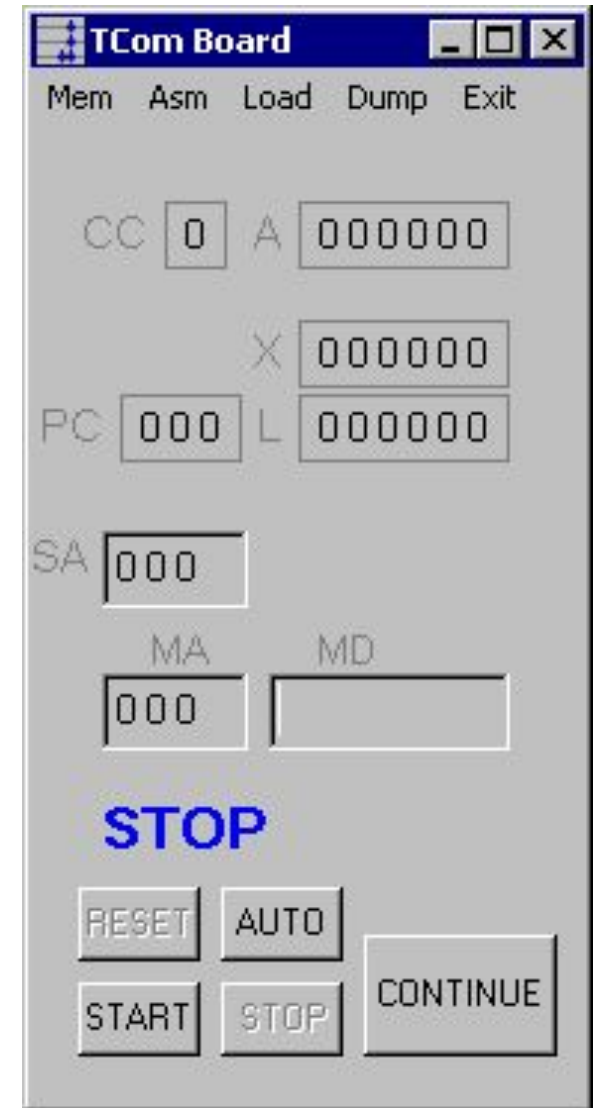 TCom Board
Mem Asm Load Dump Exit
CC 0 A 000000
X 000000
PC 000 L 000000
SA 000
MA MD
000
STOP
RESET AUTO
START STOP CONTINUE